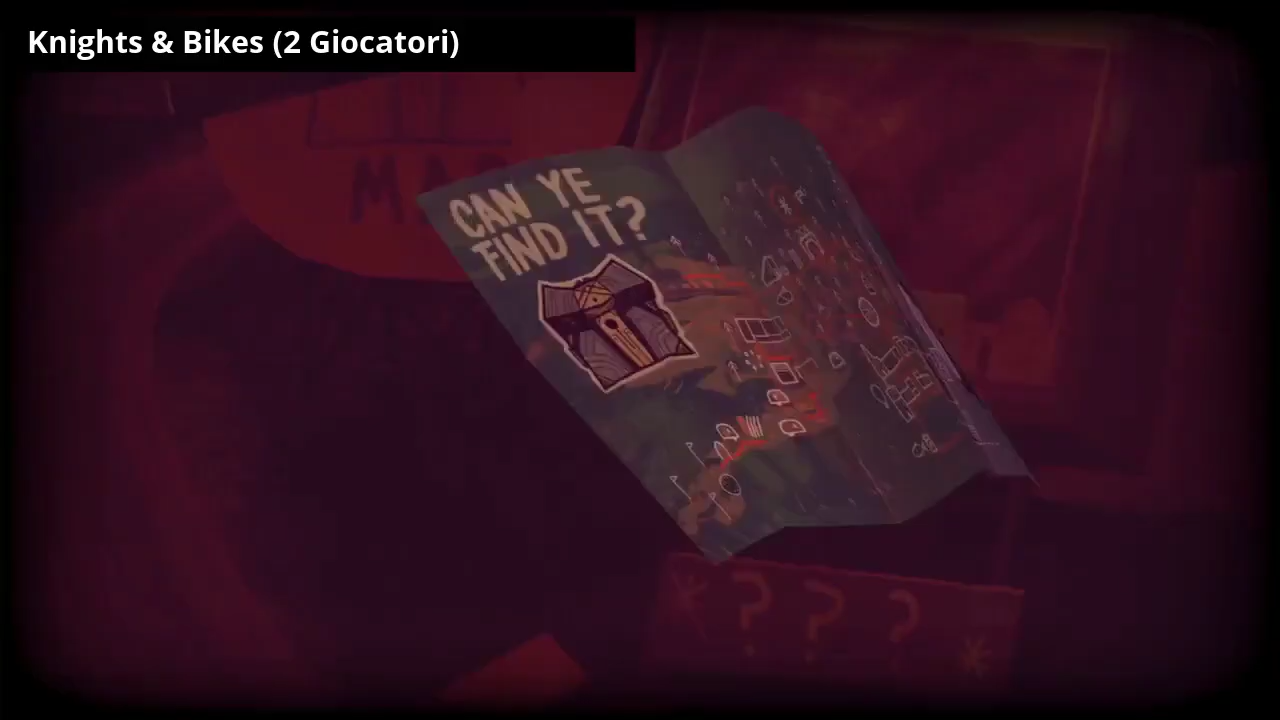 Knights & Bikes (2 Giocatori)
CAN YE
FIND IT?
? ? ?